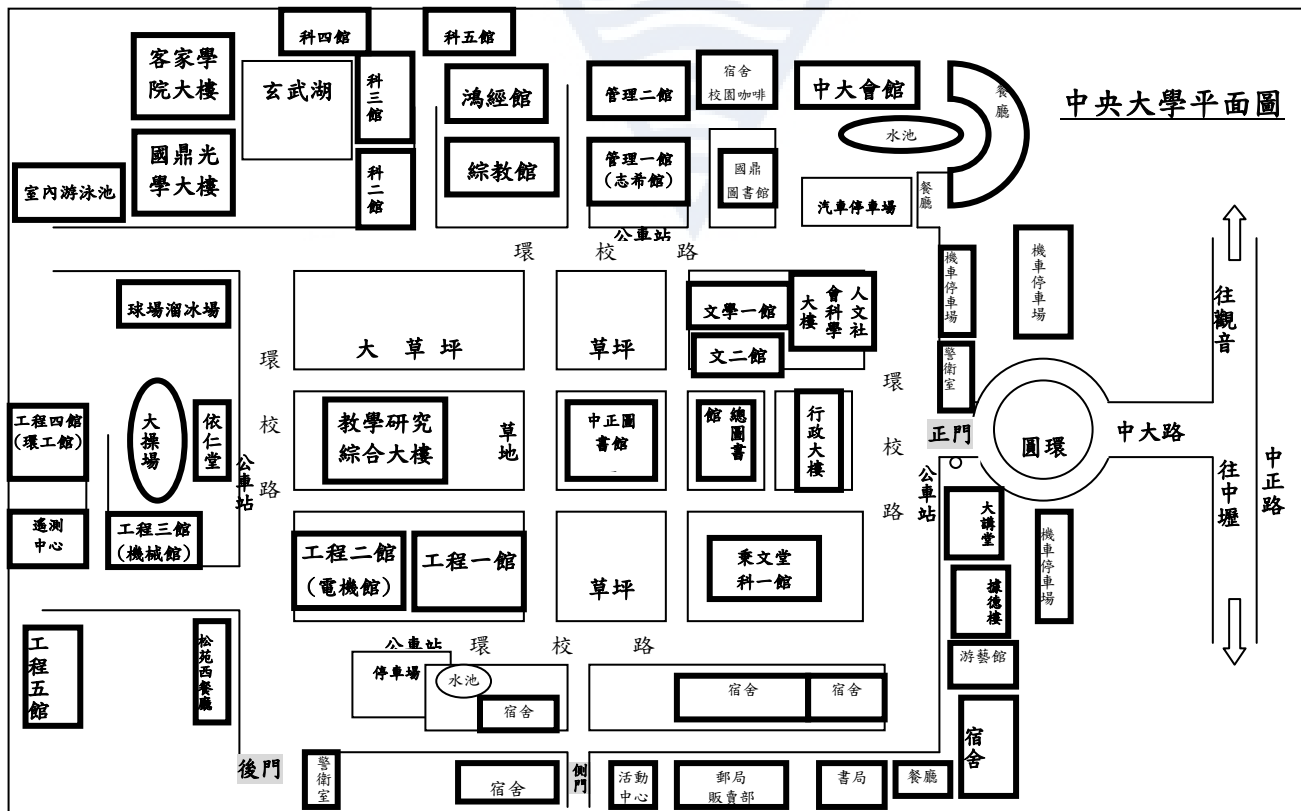 中央大學平面圖
科四館
科五館
客家學
院大樓
玄武湖
科三館
鴻經館
管理二館
宿舍
校園咖啡
中大會館
餐廳
水池
國鼎光
學大樓
室內游泳池
科二館
綜教館
管理一館
(志希館)
國鼎
圖書館
汽車停車場
餐廳
公車站
環校路
機車停車場
機車停車場
往觀音
球場溜冰場
大草坪
草坪
文學一館
人文社
會科學
大樓
文二館
環校路
環校路
警衛室
工程四館
(環工館)
大操場
依仁堂
公車站
教學研究
綜合大樓
草地
中正圖
書館
總圖書
館
行政大樓
正門
圓環
中大路
中正路
往中壢
公車站
遙測
中心
工程三館
(機械館)
工程二館
(電機館)
工程一館
草坪
秉文堂
科一館
大講堂
機車停車場
據德樓
公車站
環校路
工程五館
松苑西餐廳
停車場
水池
宿舍
宿舍
宿舍
游藝館
宿舍
後門
警衛室
宿舍
側門
活動
中心
郵局
販賣部
書局
餐廳